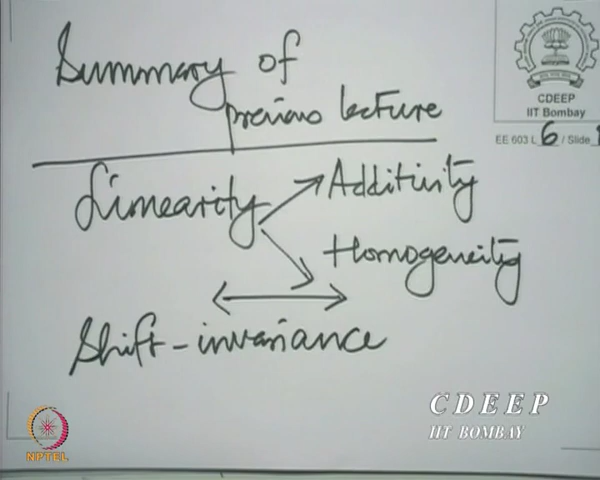 Summary of
previous lecture
Linearity
Additivity
Homogeneity
Shift-invariance
CDEEP
IIT Bombay
EE 603 L 6 / Slide
CDEEP
IIT BOMBAY
NPTEL